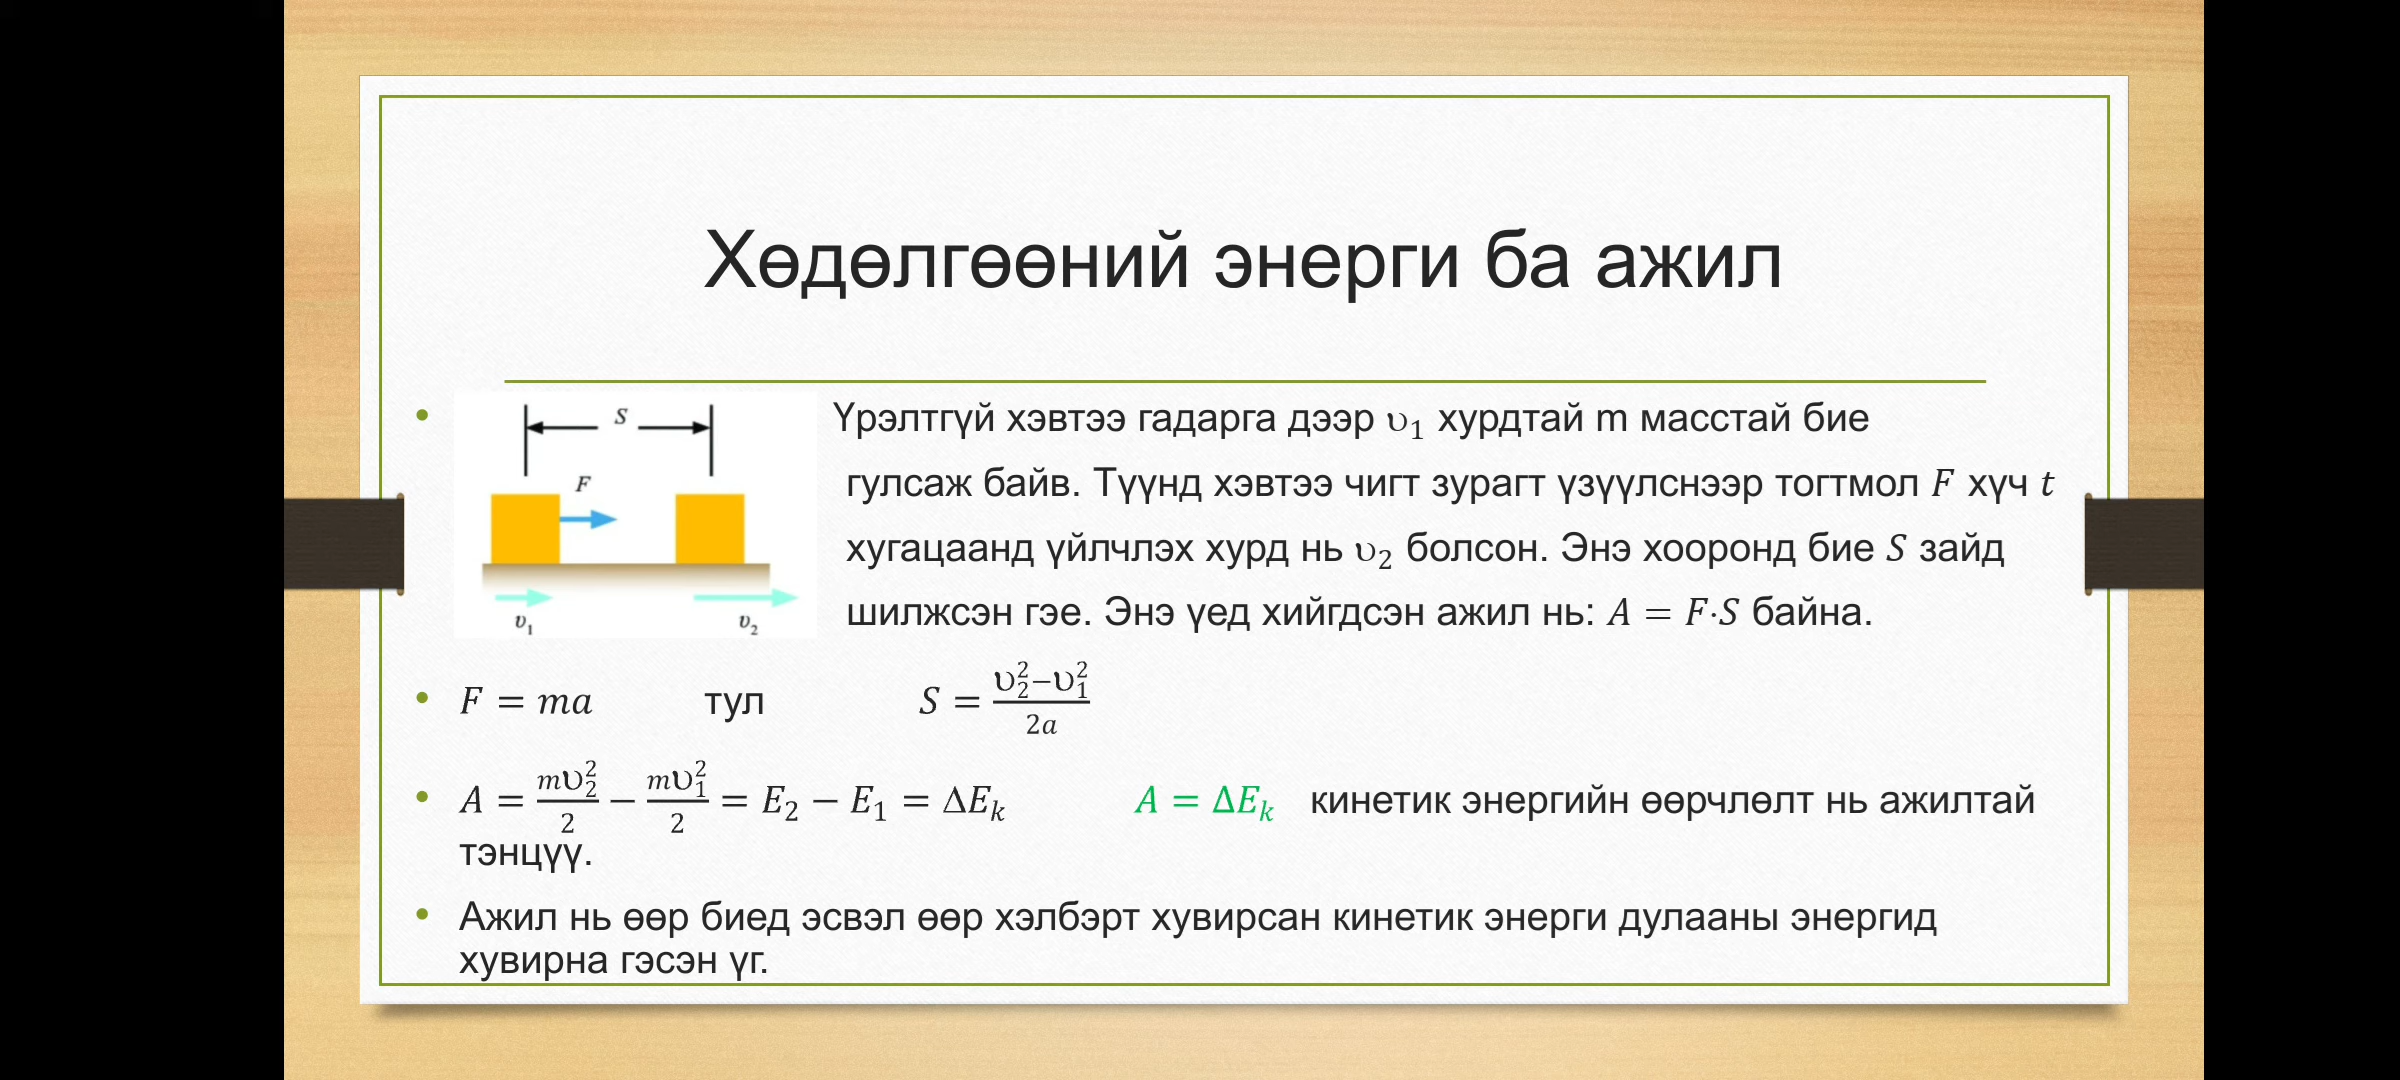 Хөдөлгөөний энерги ба ажил
S
F
υ₁
υ₂
• Үрэлтгүй хэвтээ гадарга дээр υ₁ хурдтай m масстай бие
гулсаж байв. Түүнд хэвтээ чигт зурагт үзүүлснээр тогтмол F хүч t
хугацаанд үйлчлэх хурд нь υ₂ болсон. Энэ хооронд бие S зайд
шилжсэн гэе. Энэ үед хийгдсэн ажил нь: A = F·S байна.
• F = ma тул S = (υ₂²−υ₁²)/2a
• A = mυ₂²/2 − mυ₁²/2 = E₂ − E₁ = ΔEₖ A = ΔEₖ кинетик энергийн өөрчлөлт нь ажилтай
тэнцүү.
• Ажил нь өөр биед эсвэл өөр хэлбэрт хувирсан кинетик энерги дулааны энергид
хувирна гэсэн үг.